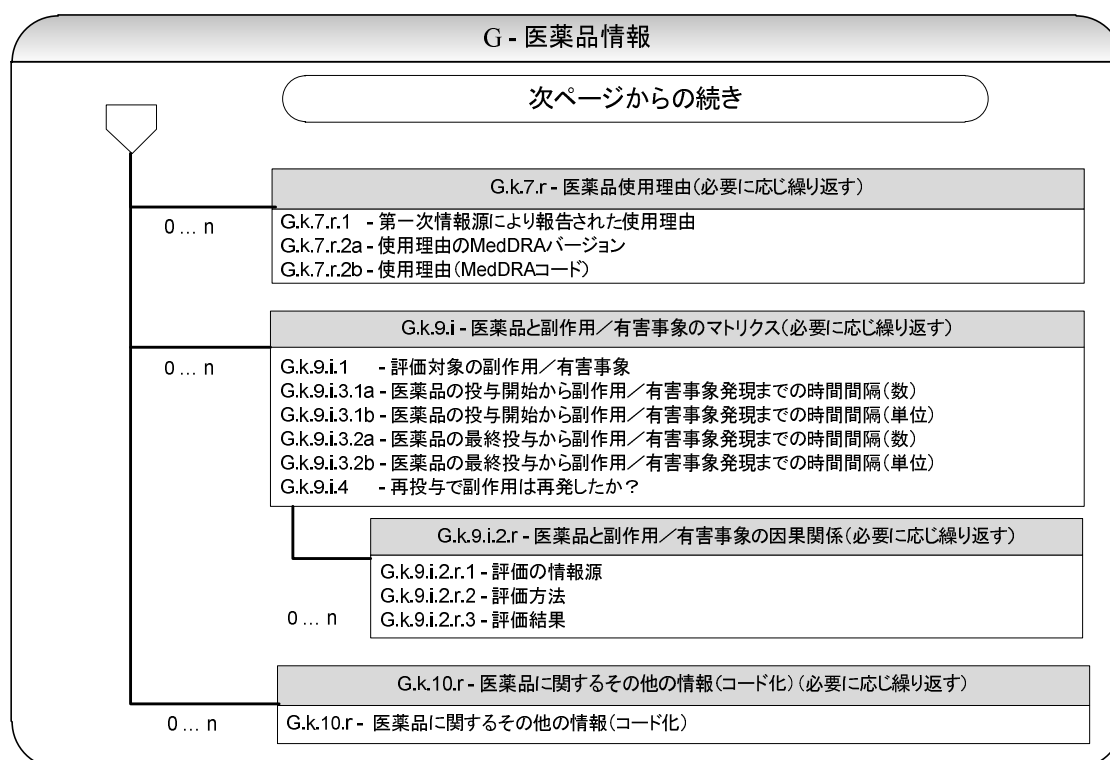 G - 医薬品情報
次ページからの続き
G.k.7.r - 医薬品使用理由(必要に応じ繰り返す)
0 ... n
G.k.7.r.1 - 第一次情報源により報告された使用理由
G.k.7.r.2a - 使用理由のMedDRAバージョン
G.k.7.r.2b - 使用理由(MedDRAコード)
G.k.9.i - 医薬品と副作用／有害事象のマトリクス(必要に応じ繰り返す)
0 ... n
G.k.9.i.1 - 評価対象の副作用／有害事象
G.k.9.i.3.1a - 医薬品の投与開始から副作用／有害事象発現までの時間間隔(数)
G.k.9.i.3.1b - 医薬品の投与開始から副作用／有害事象発現までの時間間隔(単位)
G.k.9.i.3.2a - 医薬品の最終投与から副作用／有害事象発現までの時間間隔(数)
G.k.9.i.3.2b - 医薬品の最終投与から副作用／有害事象発現までの時間間隔(単位)
G.k.9.i.4 - 再投与で副作用は再発したか？
G.k.9.i.2.r - 医薬品と副作用／有害事象の因果関係(必要に応じ繰り返す)
G.k.9.i.2.r.1 - 評価の情報源
G.k.9.i.2.r.2 - 評価方法
G.k.9.i.2.r.3 - 評価結果
0 ... n
G.k.10.r - 医薬品に関するその他の情報(コード化) (必要に応じ繰り返す)
0 ... n
G.k.10.r - 医薬品に関するその他の情報(コード化)